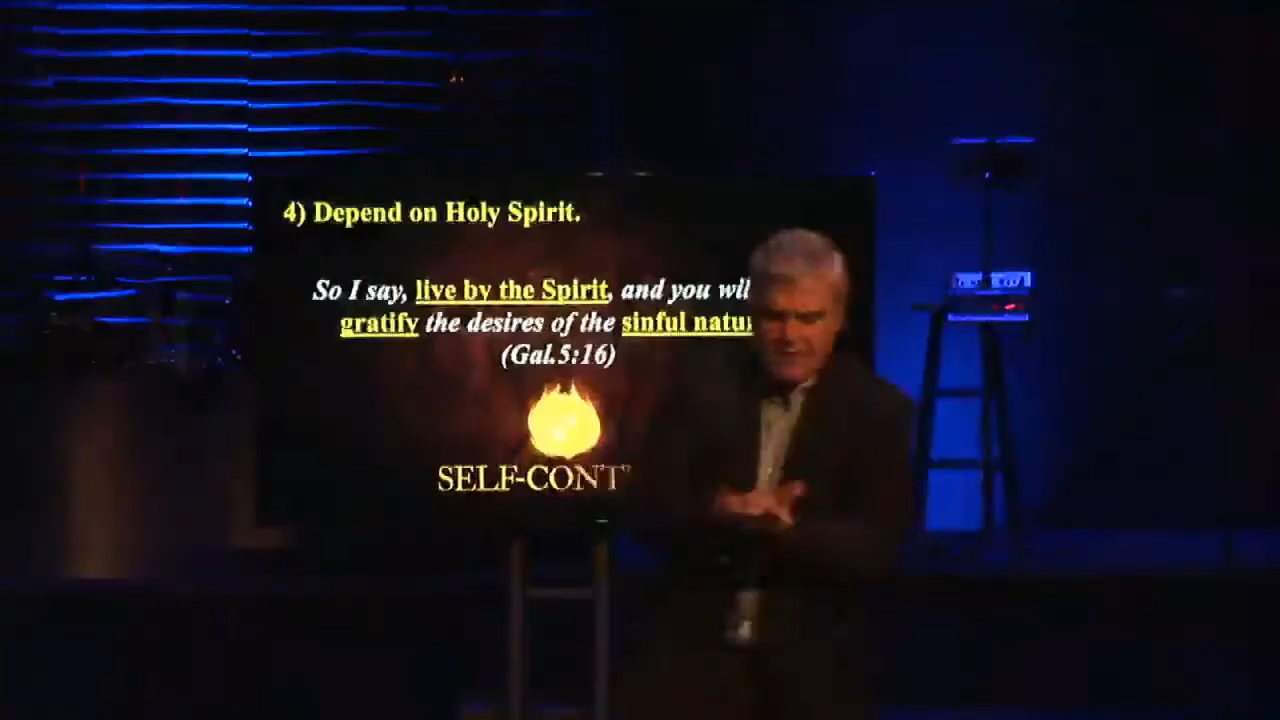 4) Depend on Holy Spirit.
So I say, live by the Spirit, and you wil
gratify the desires of the sinful natur
(Gal.5:16)
SELF-CONT